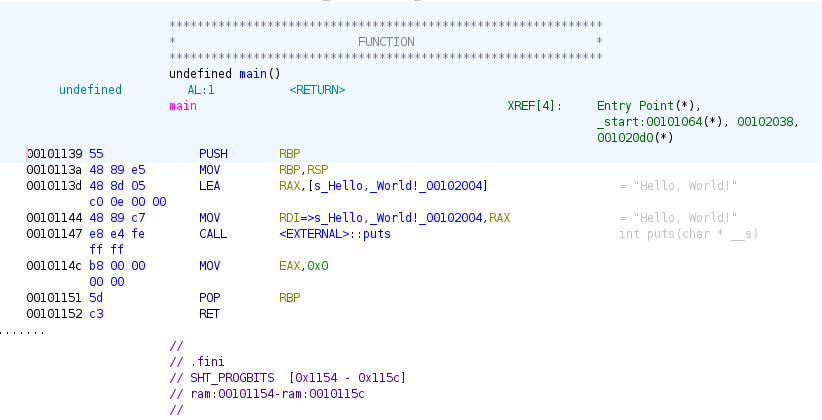 ************************************************************
* FUNCTION *
************************************************************
undefined main()
undefined AL:1 <RETURN>
main XREF[4]: Entry Point(*),
_start:00101064(*), 00102038,
001020d0(*)
00101139 55 PUSH RBP
0010113a 48 89 e5 MOV RBP,RSP
0010113d 48 8d 05 LEA RAX,[s_Hello,_World!_00102004] = "Hello, World!"
c0 0e 00 00
00101144 48 89 c7 MOV RDI=>s_Hello,_World!_00102004,RAX = "Hello, World!"
00101147 e8 e4 fe CALL <EXTERNAL>::puts int puts(char * __s)
ff ff
0010114c b8 00 00 MOV EAX,0x0
00 00
00101151 5d POP RBP
00101152 c3 RET
.......
//
// .fini
// SHT_PROGBITS [0x1154 - 0x115c]
// ram:00101154-ram:0010115c
//